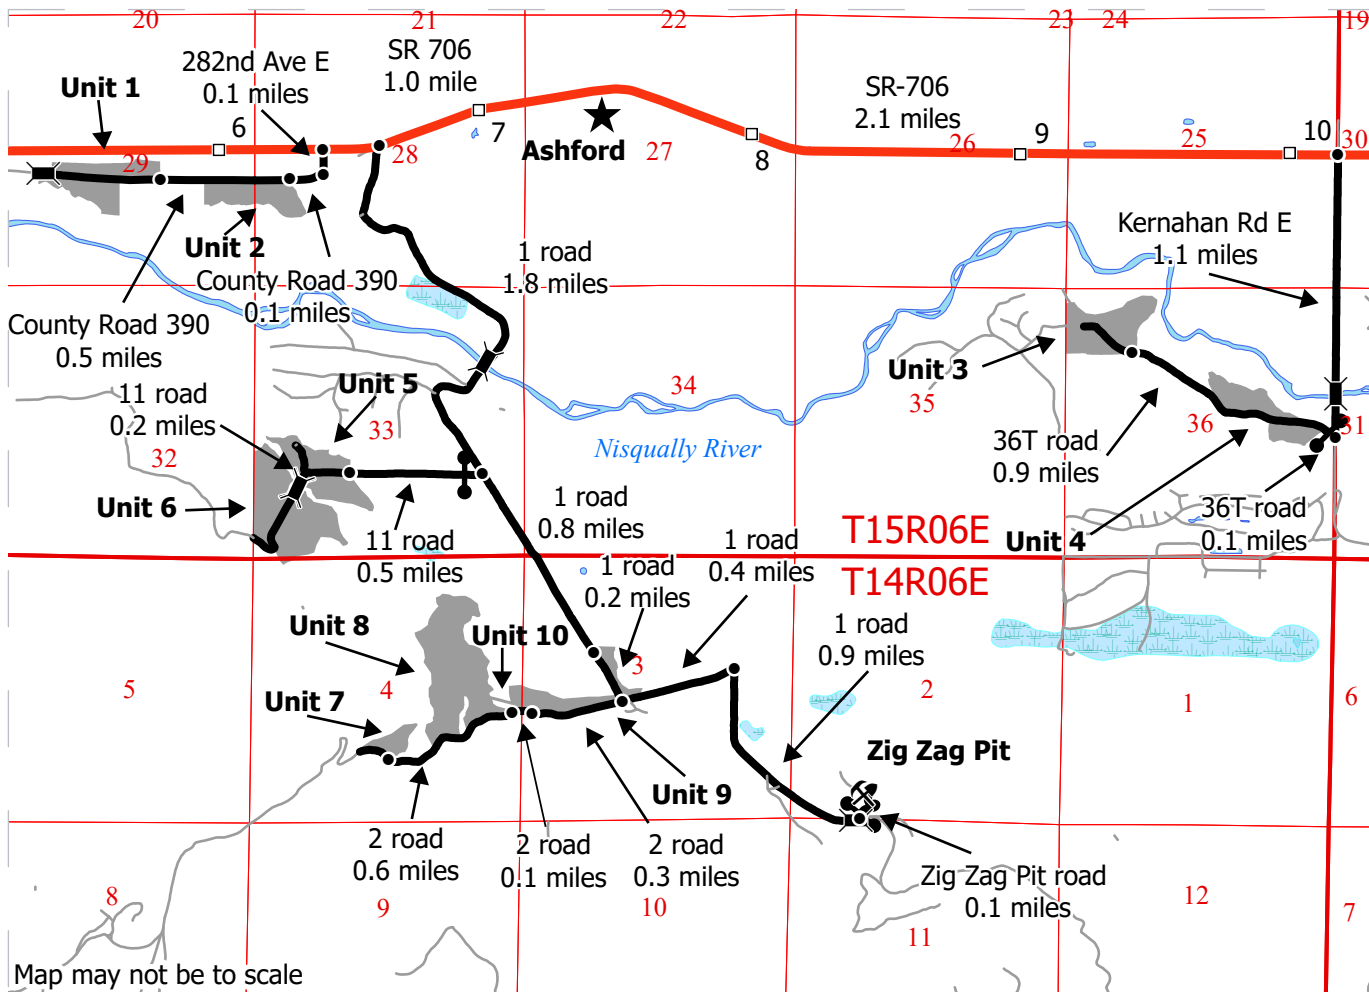 20
21
22
23
24
19
282nd Ave E
0.1 miles
SR 706
1.0 mile
Unit 1
SR-706
2.1 miles
6
7
8
9
10
29
28
Ashford
27
26
25
30
Unit 2
County Road 390
0.1 miles
County Road 390
0.5 miles
1 road
1.8 miles
Kernahan Rd E
1.1 miles
11 road
0.2 miles
Unit 5
33
34
Unit 3
35
36
31
32
Nisqually River
36T road
0.9 miles
Unit 6
1 road
0.8 miles
36T road
0.1 miles
Unit 4
T15R06E
11 road
0.5 miles
1 road
0.2 miles
1 road
0.4 miles
T14R06E
Unit 8
Unit 10
1 road
0.9 miles
5
4
3
2
1
6
Unit 7
Zig Zag Pit
Unit 9
2 road
0.6 miles
2 road
0.1 miles
2 road
0.3 miles
Zig Zag Pit road
0.1 miles
8
9
10
11
12
7
Map may not be to scale